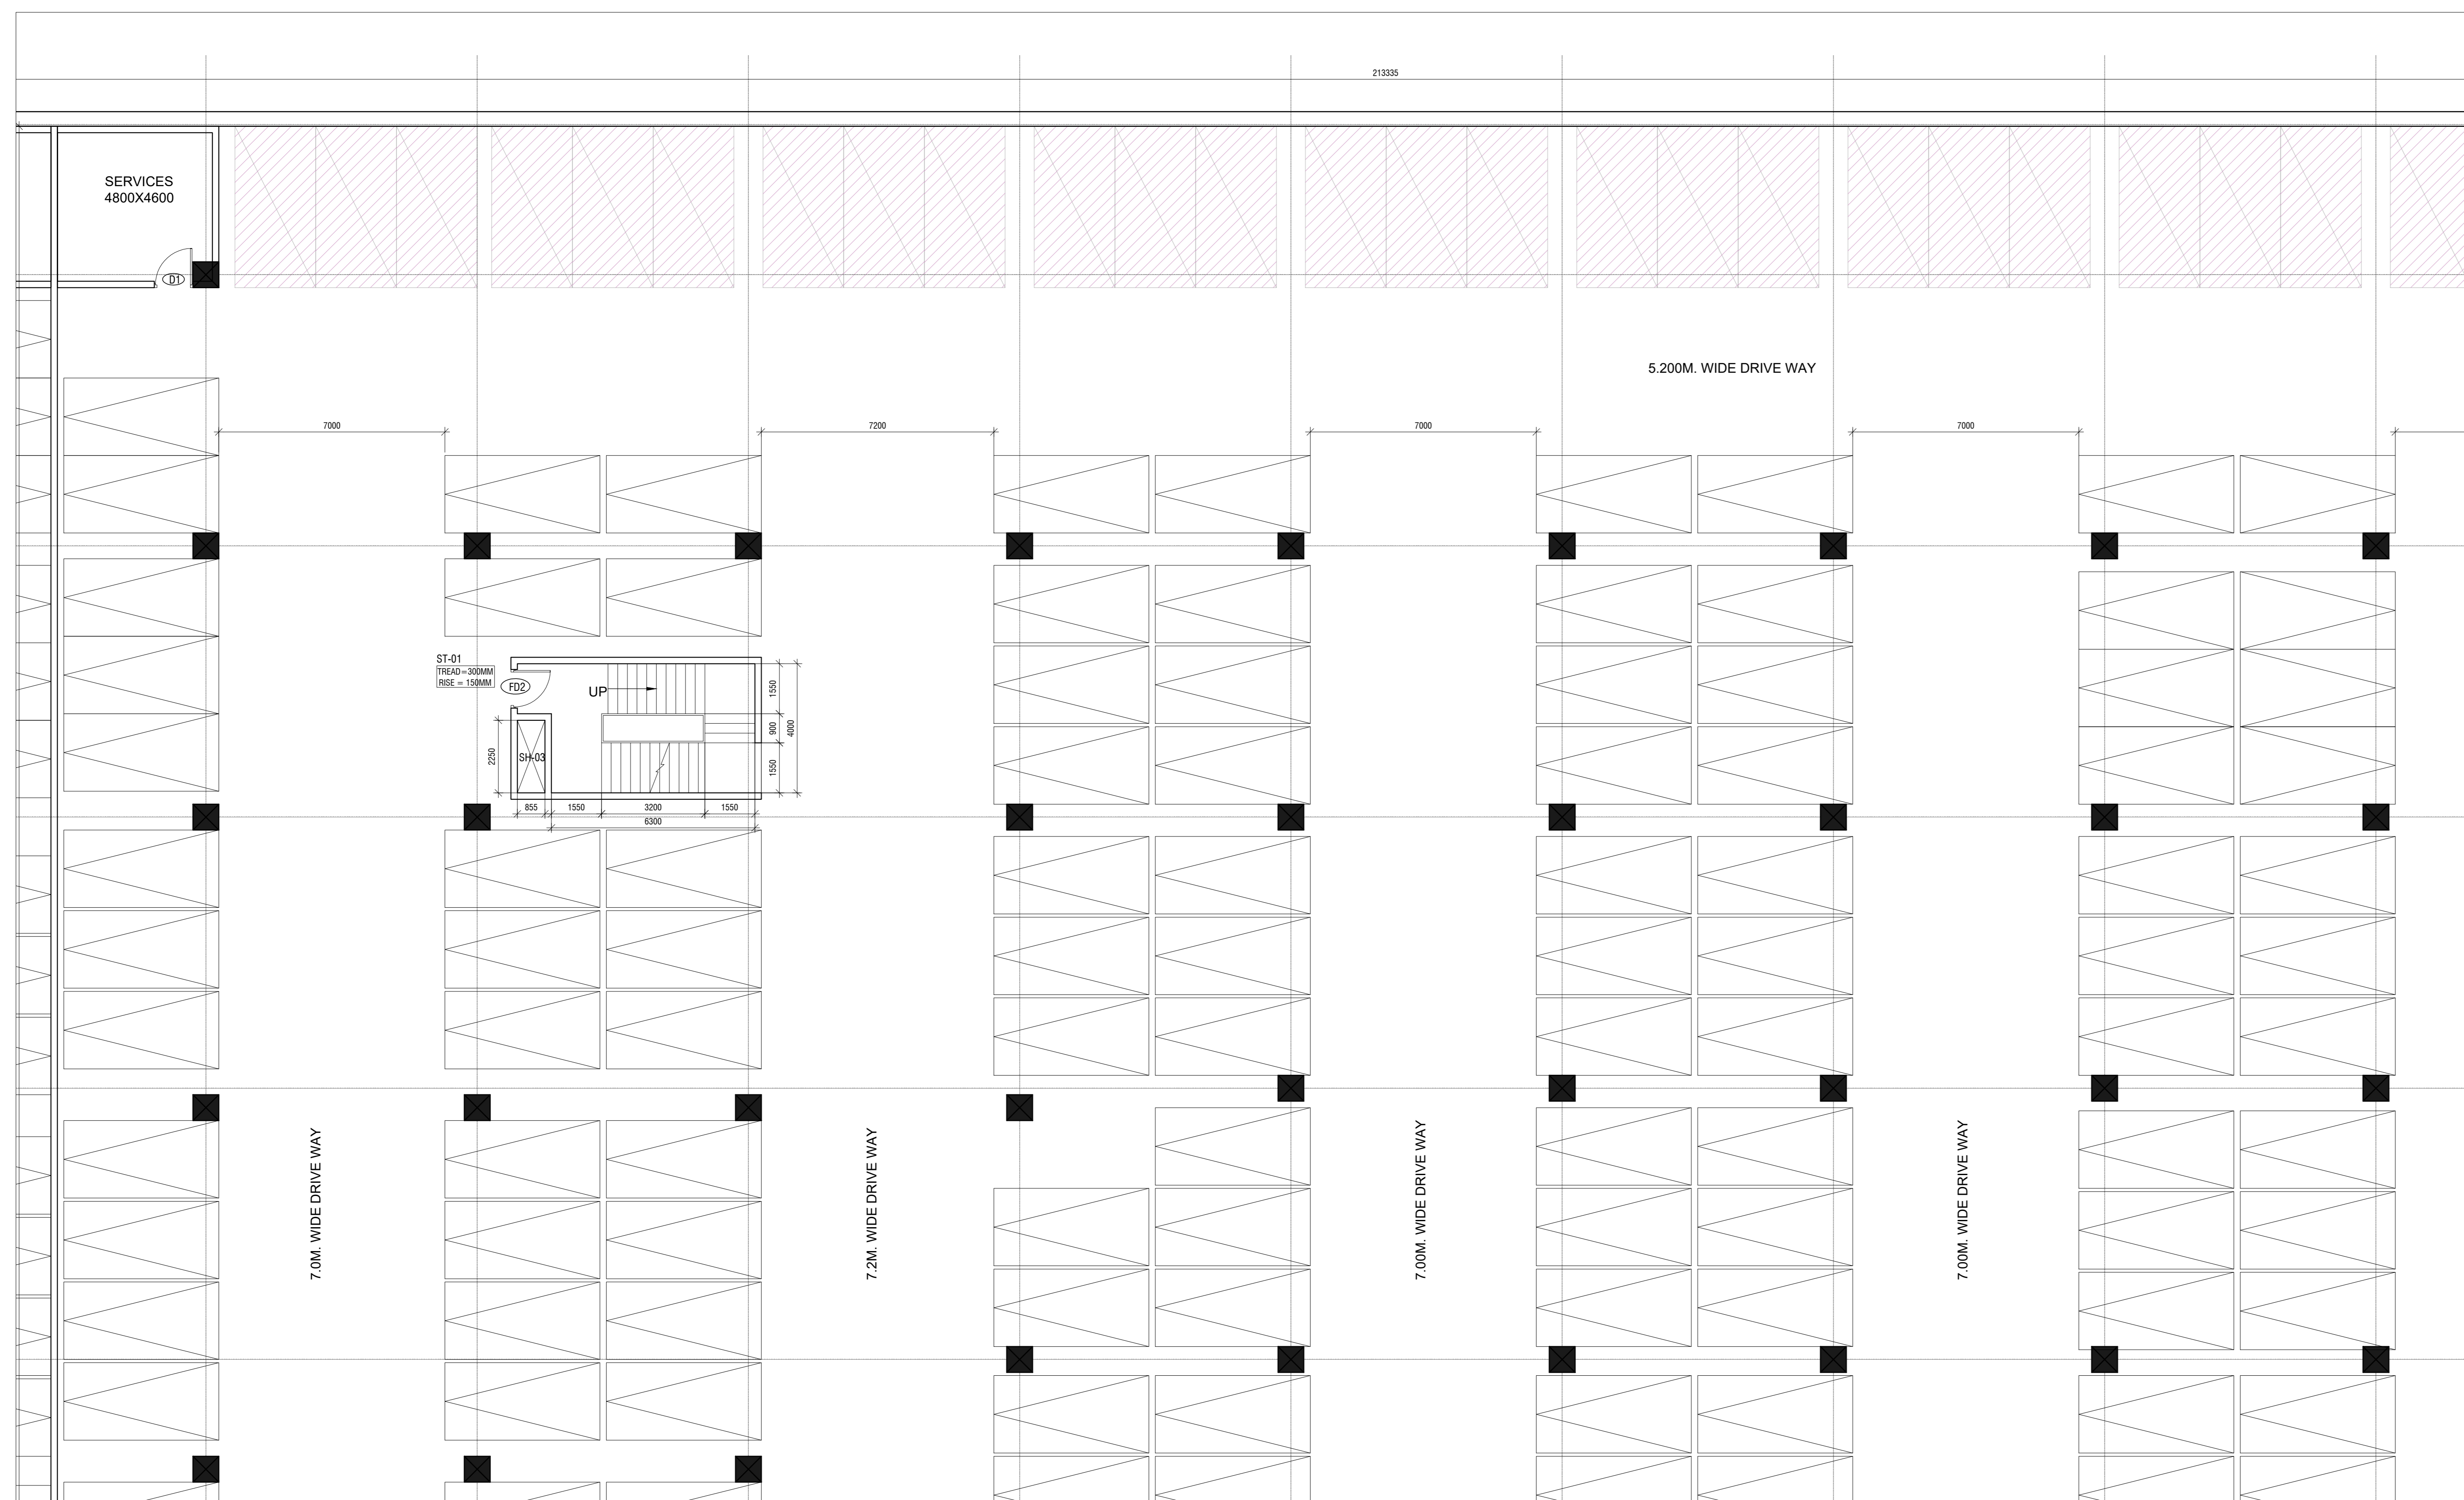 213335
SERVICES
4800X4600
D1
5.200M. WIDE DRIVE WAY
7000
7200
7000
7000
ST-01
TREAD=300MM
RISE = 150MM
FD2
UP
1550
900
4000
1550
2250
SH-03
855
1550
3200
1550
6300
7.0M. WIDE DRIVE WAY
7.2M. WIDE DRIVE WAY
7.00M. WIDE DRIVE WAY
7.00M. WIDE DRIVE WAY